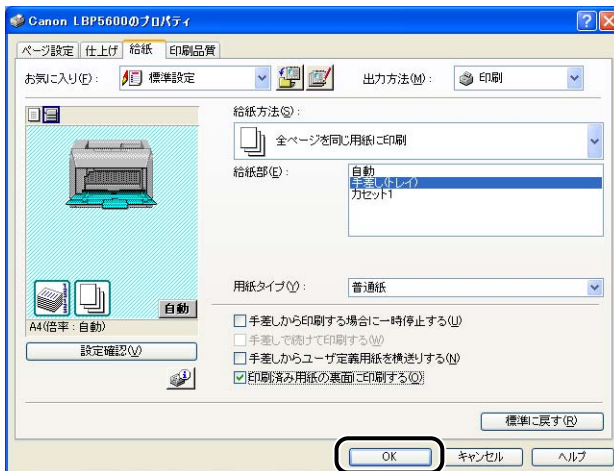 Canon LBP5600のプロパティ
ページ設定 仕上げ 給紙 印刷品質
お気に入り(F): 標準設定 出力方法(M): 印刷
給紙方法(S):
全ページを同じ用紙に印刷
給紙部(E): 自動
手差し(トレイ)
カセット1
用紙タイプ(Y): 普通紙
自動
A4(倍率:自動)
設定確認(V)
手差しから印刷する場合に一時停止する(U)
手差しで続けて印刷する(W)
手差しからユーザ定義用紙を横送りする(N)
印刷済み用紙の裏面に印刷する(O)
標準に戻す(R)
OK キャンセル ヘルプ